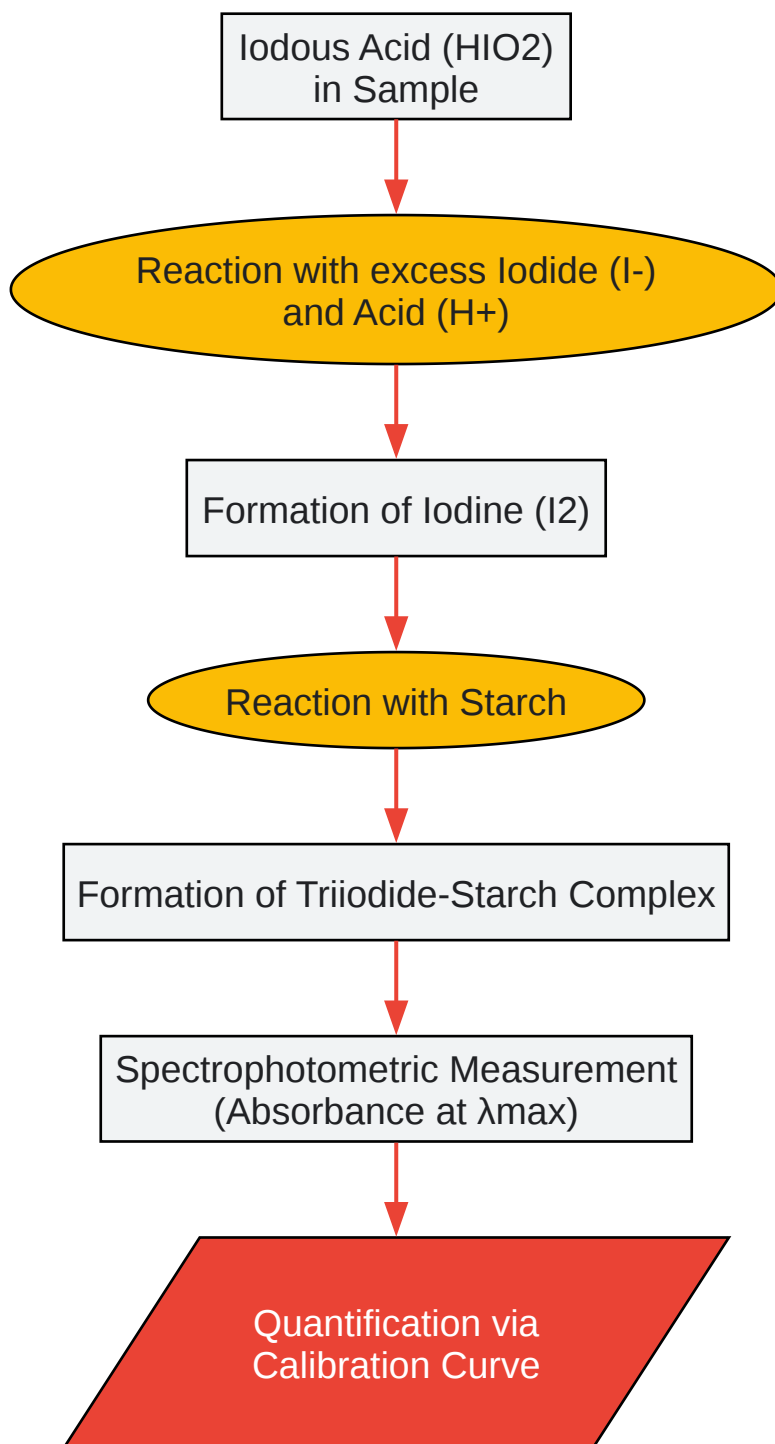 Iodous Acid (HIO2)
in Sample
Reaction with excess Iodide (I-)
and Acid (H+)
Formation of Iodine (I2)
Reaction with Starch
Formation of Triiodide-Starch Complex
Spectrophotometric Measurement
(Absorbance at λmax)
Quantification via
Calibration Curve